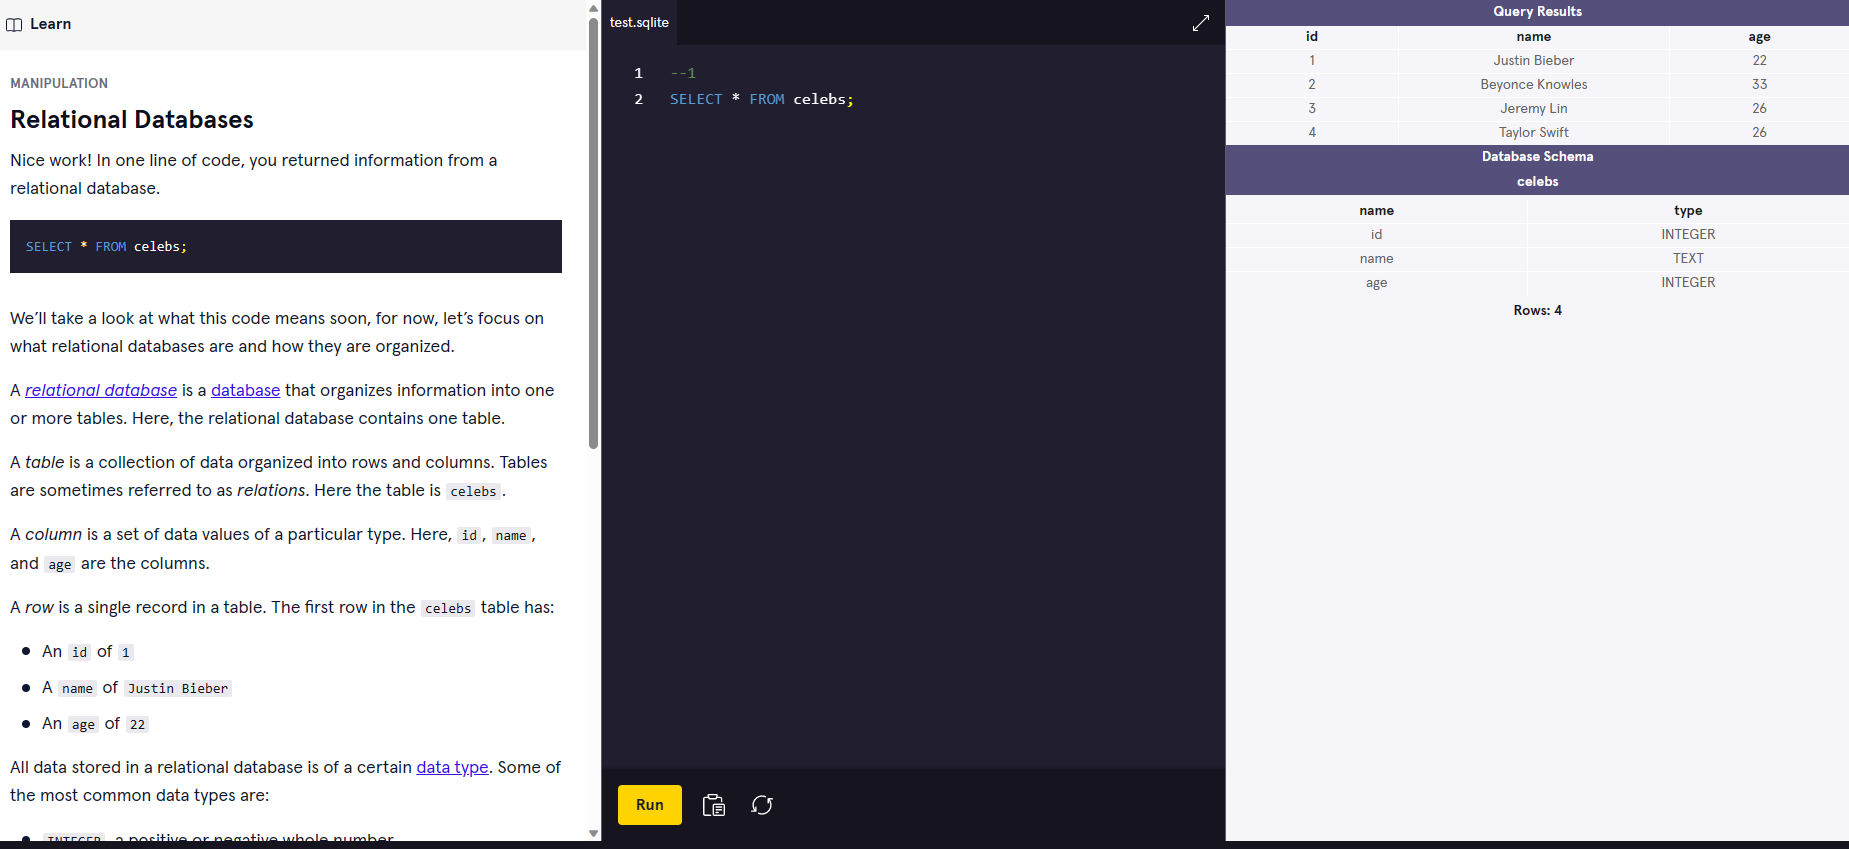 Learn
MANIPULATION
Relational Databases
Nice work! In one line of code, you returned information from a
relational database.
SELECT * FROM celebs;
We’ll take a look at what this code means soon, for now, let’s focus on
what relational databases are and how they are organized.
A relational database is a database that organizes information into one
or more tables. Here, the relational database contains one table.
A table is a collection of data organized into rows and columns. Tables
are sometimes referred to as relations. Here the table is celebs.
A column is a set of data values of a particular type. Here, id, name,
and age are the columns.
A row is a single record in a table. The first row in the celebs table has:
An id of 1
A name of Justin Bieber
An age of 22
All data stored in a relational database is of a certain data type. Some of
the most common data types are:
INTEGER, a positive or negative whole number
test.sqlite
1 --1
2 SELECT * FROM celebs;
Run
Query Results
id name age
1 Justin Bieber 22
2 Beyonce Knowles 33
3 Jeremy Lin 26
4 Taylor Swift 26
Database Schema
celebs
name type
id INTEGER
name TEXT
age INTEGER
Rows: 4